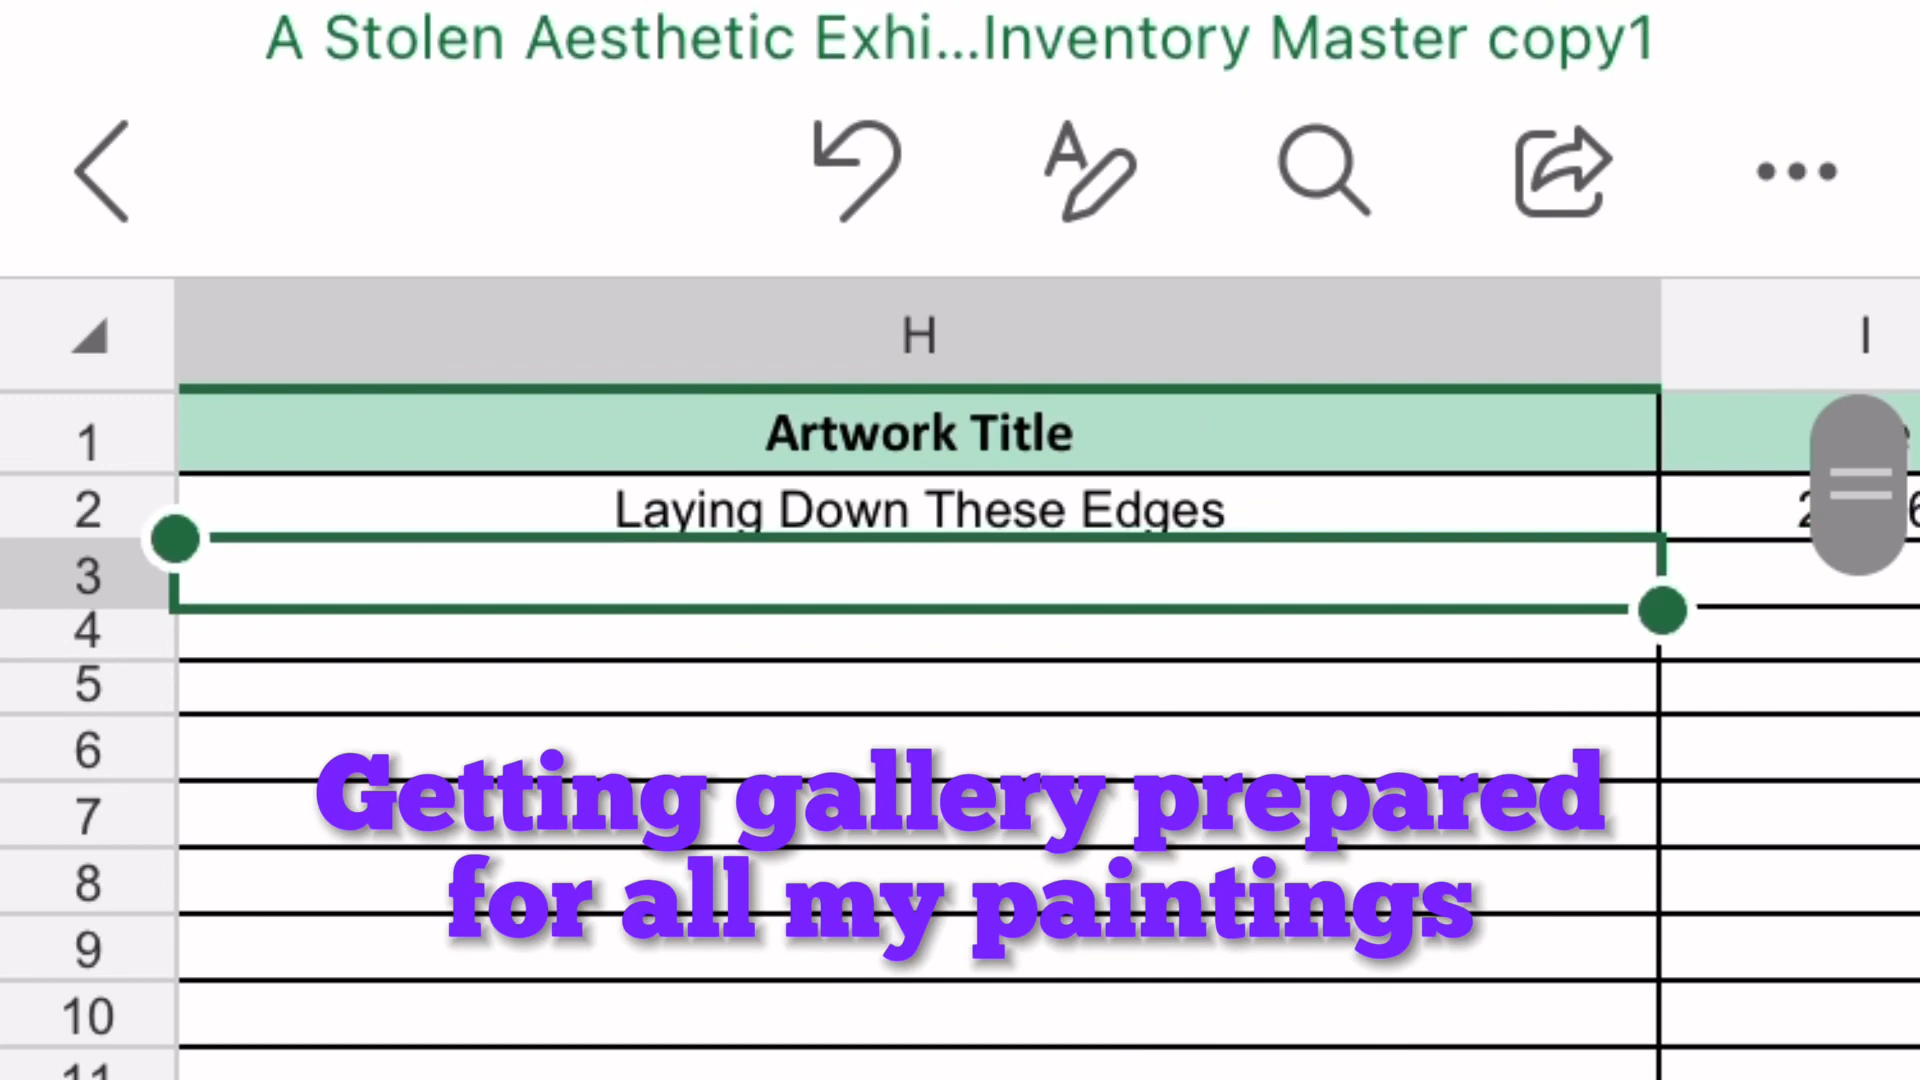 A Stolen Aesthetic Exhi...Inventory Master copy1
H I
1 Artwork Title
2 Laying Down These Edges
3
4
5
6
7
8
9
10
11
Getting gallery prepared
for all my paintings